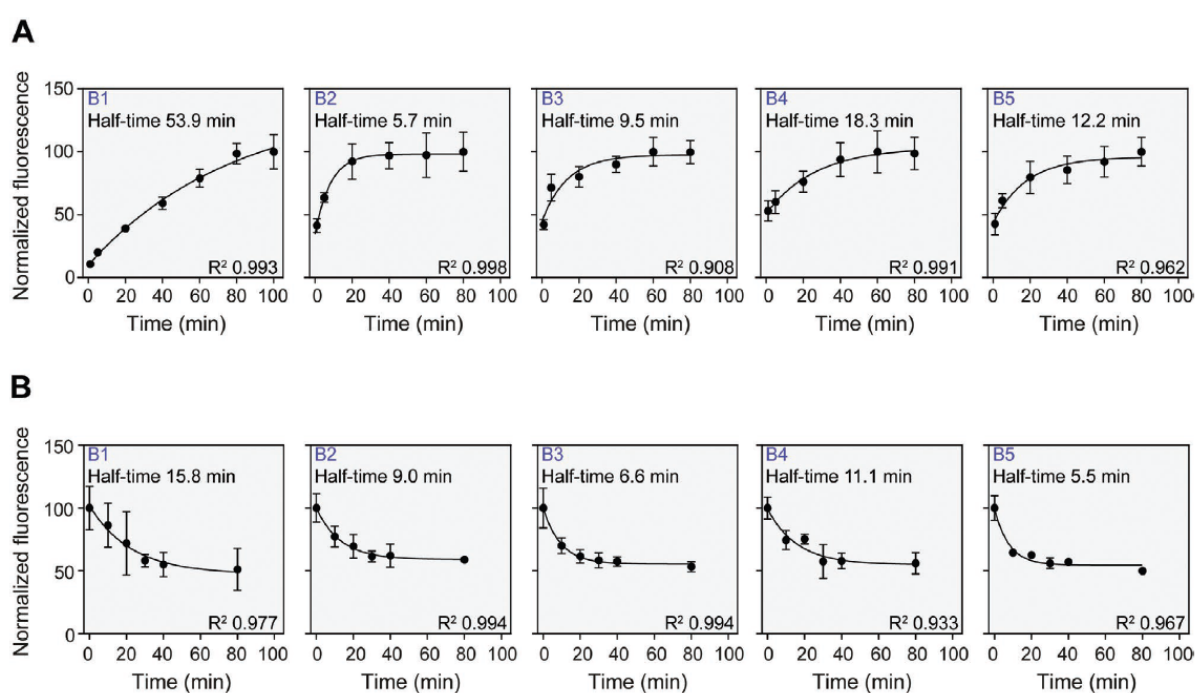 A
Normalized fluorescence
150
100
50
0
B1
Half-time 53.9 min
R² 0.993
0 20 40 60 80 100
Time (min)
B2
Half-time 5.7 min
R² 0.998
0 20 40 60 80 100
Time (min)
B3
Half-time 9.5 min
R² 0.908
0 20 40 60 80 100
Time (min)
B4
Half-time 18.3 min
R² 0.991
0 20 40 60 80 100
Time (min)
B5
Half-time 12.2 min
R² 0.962
0 20 40 60 80 100
Time (min)
B
Normalized fluorescence
150
100
50
0
B1
Half-time 15.8 min
R² 0.977
0 20 40 60 80 100
Time (min)
B2
Half-time 9.0 min
R² 0.994
0 20 40 60 80 100
Time (min)
B3
Half-time 6.6 min
R² 0.994
0 20 40 60 80 100
Time (min)
B4
Half-time 11.1 min
R² 0.933
0 20 40 60 80 100
Time (min)
B5
Half-time 5.5 min
R² 0.967
0 20 40 60 80 100
Time (min)